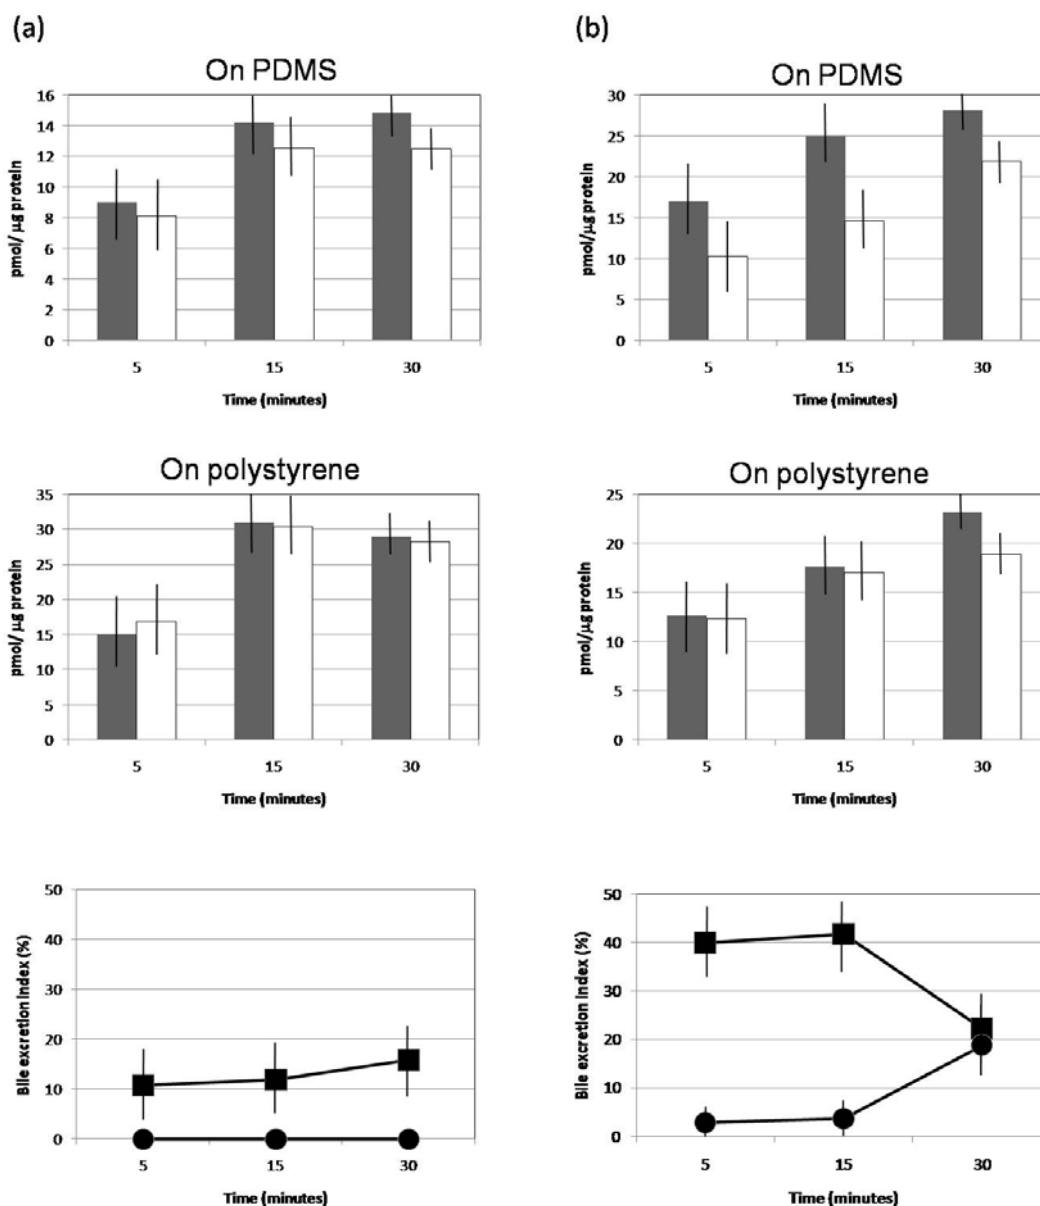 (a)
On PDMS
pmol/ µg protein
16
14
12
10
8
6
4
2
0
5 15 30
Time (minutes)
On polystyrene
pmol/ µg protein
35
30
25
20
15
10
5
0
5 15 30
Time (minutes)
Bile excretion index (%)
50
40
30
20
10
0
5 15 30
Time (minutes)
(b)
On PDMS
pmol/µg protein
30
25
20
15
10
5
0
5 15 30
Time (minutes)
On polystyrene
pmol/µg protein
25
20
15
10
5
0
5 15 30
Time (minutes)
Bile excretion index (%)
50
40
30
20
10
0
5 15 30
Time (minutes)